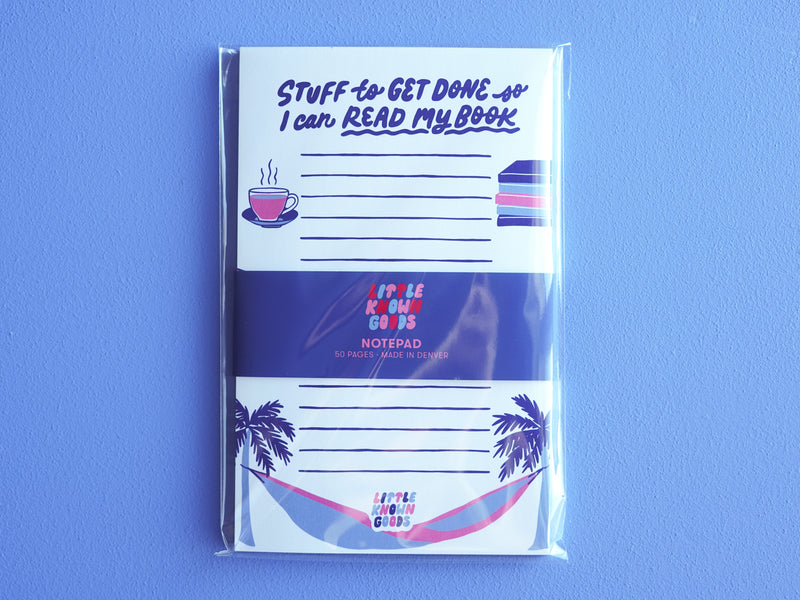 STUFF to GET DONE so
I can READ MY BOOK
LITTLE
KNOWN
GOODS
NOTEPAD
50 PAGES • MADE IN DENVER
LITTLE
KNOWN
GOODS